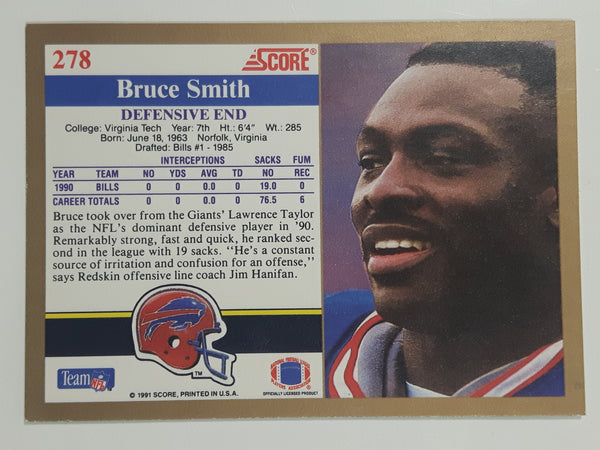 278
SCORE®
Bruce Smith
DEFENSIVE END
College: Virginia Tech Year: 7th Ht.: 6'4" Wt.: 285
Born: June 18, 1963 Norfolk, Virginia
Drafted: Bills #1 - 1985
INTERCEPTIONS SACKS FUM
YEAR TEAM NO YDS AVG TD NO REC
1990 BILLS 0 0 0.0 0 19.0 0
CAREER TOTALS 0 0 0.0 0 76.5 6
Bruce took over from the Giants' Lawrence Taylor
as the NFL's dominant defensive player in '90.
Remarkably strong, fast and quick, he ranked sec-
ond in the league with 19 sacks. "He's a constant
source of irritation and confusion for an offense,"
says Redskin offensive line coach Jim Hanifan.
TM
Team NFL
© 1991 SCORE, PRINTED IN U.S.A.
NATIONAL FOOTBALL LEAGUE
PLAYERS ASSOCIATION
OFFICIALLY LICENSED PRODUCT